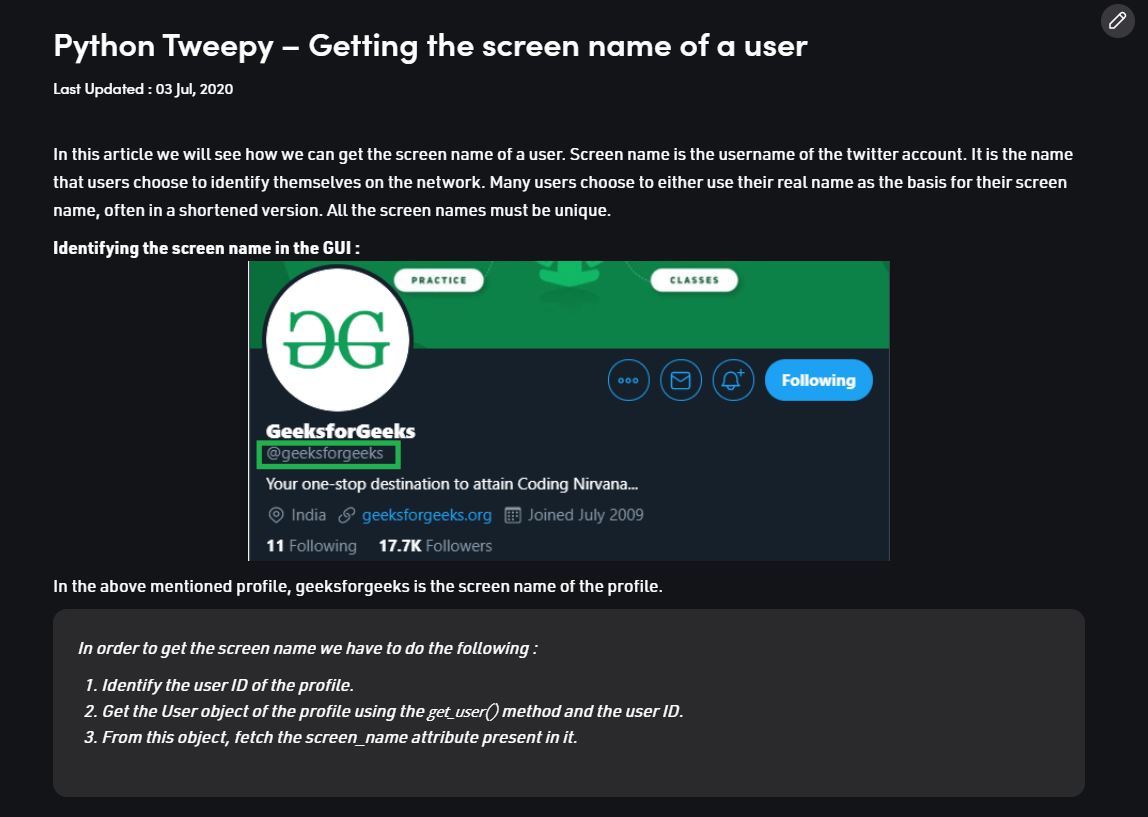 Python Tweepy – Getting the screen name of a user
Last Updated : 03 Jul, 2020
In this article we will see how we can get the screen name of a user. Screen name is the username of the twitter account. It is the name
that users choose to identify themselves on the network. Many users choose to either use their real name as the basis for their screen
name, often in a shortened version. All the screen names must be unique.
Identifying the screen name in the GUI :
PRACTICE
CLASSES
Following
GeeksforGeeks
@geeksforgeeks
Your one-stop destination to attain Coding Nirvana...
India geeksforgeeks.org Joined July 2009
11 Following 17.7K Followers
In the above mentioned profile, geeksforgeeks is the screen name of the profile.
In order to get the screen name we have to do the following :
1. Identify the user ID of the profile.
2. Get the User object of the profile using the get_user() method and the user ID.
3. From this object, fetch the screen_name attribute present in it.